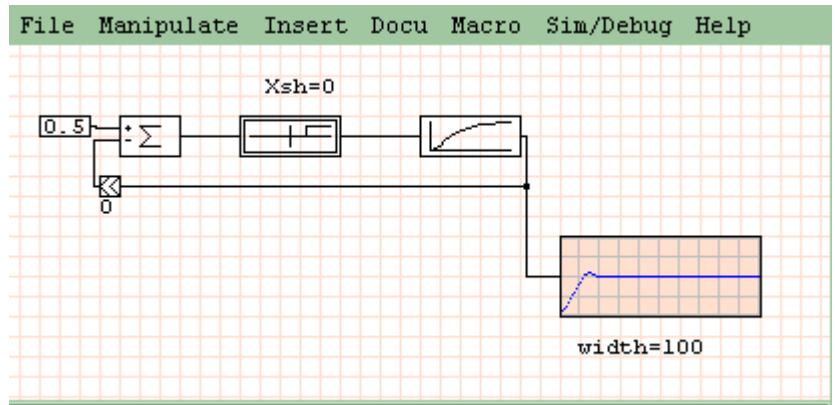 File Manipulate Insert Docu Macro Sim/Debug Help
Xsh=0
0.5
+
Σ
-
0
width=100